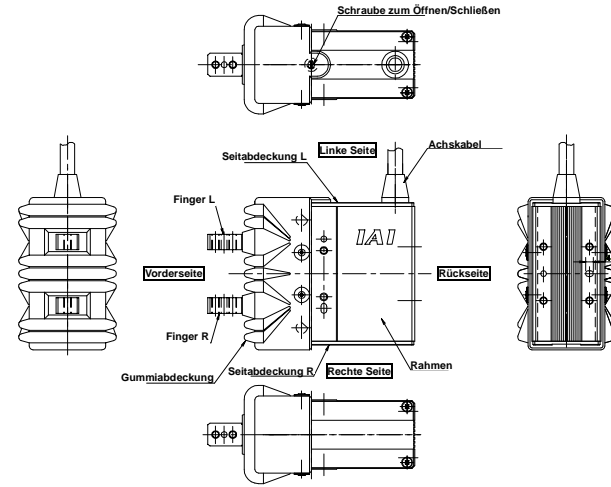 Schraube zum Öffnen/Schließen
Linke Seite
Achskabel
Seitabdeckung L
Finger L
IAI
Vorderseite
Rückseite
Finger R
Gummiabdeckung
Seitabdeckung R
Rechte Seite
Rahmen